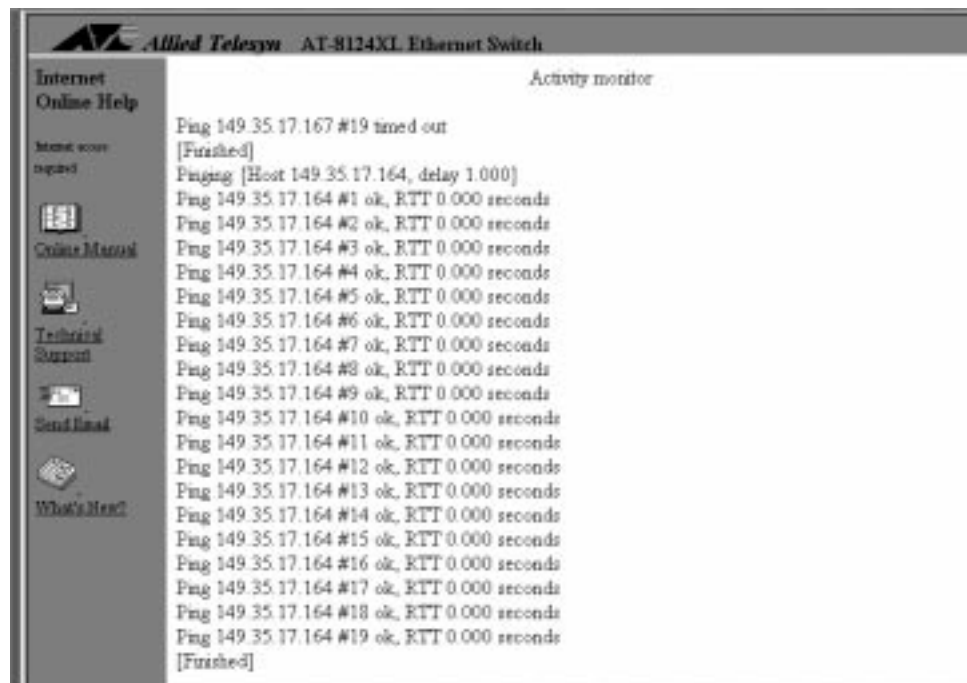 Allied Telesyn AT-8124XL Ethernet Switch
Internet
Online Help
Internet access
required
Online Manual
Technical
Support
Send Email
What's New?
Activity monitor
Ping 149.35.17.167 #19 timed out
[Finished]
Pinging [Host 149.35.17.164, delay 1.000]
Ping 149.35.17.164 #1 ok, RTT 0.000 seconds
Ping 149.35.17.164 #2 ok, RTT 0.000 seconds
Ping 149.35.17.164 #3 ok, RTT 0.000 seconds
Ping 149.35.17.164 #4 ok, RTT 0.000 seconds
Ping 149.35.17.164 #5 ok, RTT 0.000 seconds
Ping 149.35.17.164 #6 ok, RTT 0.000 seconds
Ping 149.35.17.164 #7 ok, RTT 0.000 seconds
Ping 149.35.17.164 #8 ok, RTT 0.000 seconds
Ping 149.35.17.164 #9 ok, RTT 0.000 seconds
Ping 149.35.17.164 #10 ok, RTT 0.000 seconds
Ping 149.35.17.164 #11 ok, RTT 0.000 seconds
Ping 149.35.17.164 #12 ok, RTT 0.000 seconds
Ping 149.35.17.164 #13 ok, RTT 0.000 seconds
Ping 149.35.17.164 #14 ok, RTT 0.000 seconds
Ping 149.35.17.164 #15 ok, RTT 0.000 seconds
Ping 149.35.17.164 #16 ok, RTT 0.000 seconds
Ping 149.35.17.164 #17 ok, RTT 0.000 seconds
Ping 149.35.17.164 #18 ok, RTT 0.000 seconds
Ping 149.35.17.164 #19 ok, RTT 0.000 seconds
[Finished]